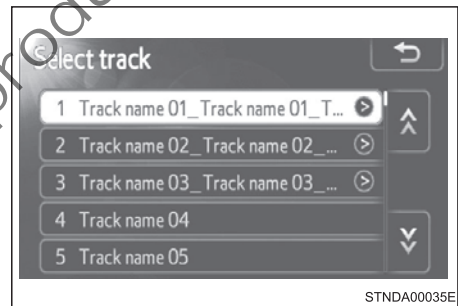 Select track
1 Track name 01_Track name 01_T...
2 Track name 02_Track name 02_...
3 Track name 03_Track name 03_...
4 Track name 04
5 Track name 05
STNDA00035E